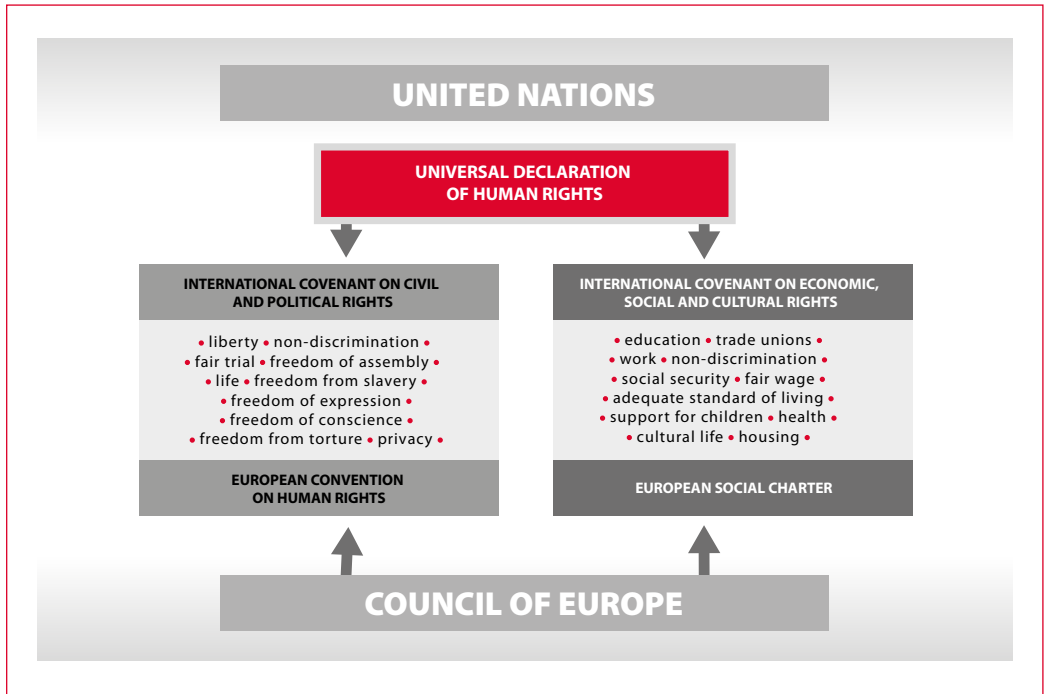 UNITED NATIONS
UNIVERSAL DECLARATION
OF HUMAN RIGHTS
INTERNATIONAL COVENANT ON CIVIL
AND POLITICAL RIGHTS
• liberty • non-discrimination •
• fair trial • freedom of assembly •
• life • freedom from slavery •
• freedom of expression •
• freedom of conscience •
• freedom from torture • privacy •
EUROPEAN CONVENTION
ON HUMAN RIGHTS
INTERNATIONAL COVENANT ON ECONOMIC,
SOCIAL AND CULTURAL RIGHTS
• education • trade unions •
• work • non-discrimination •
• social security • fair wage •
• adequate standard of living •
• support for children • health •
• cultural life • housing •
EUROPEAN SOCIAL CHARTER
COUNCIL OF EUROPE